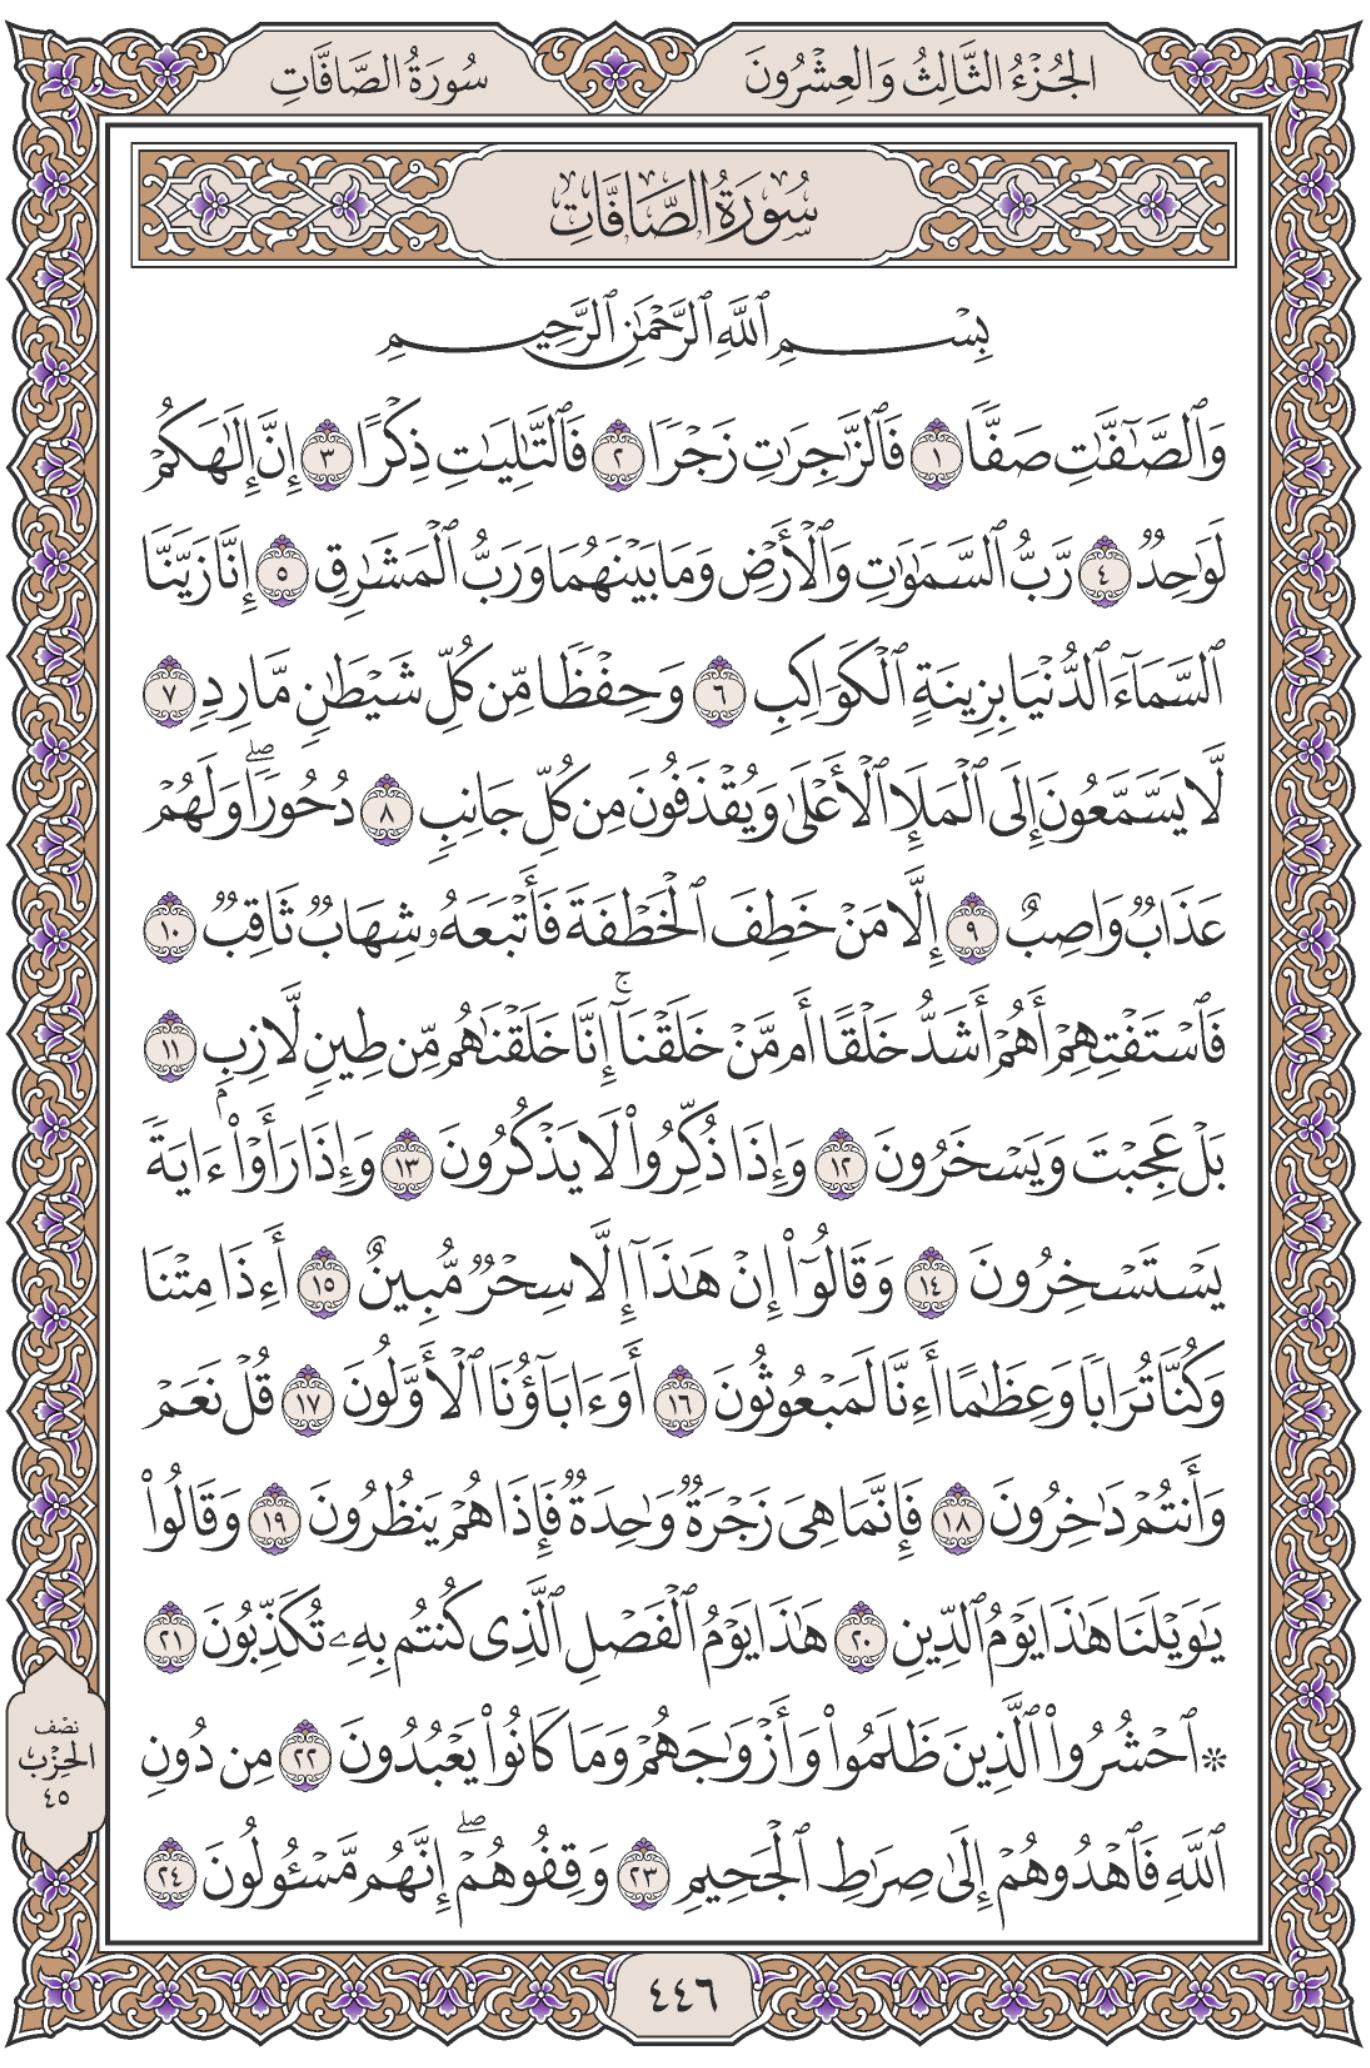 الجُزْءُ الثَّالِثُ وَالعِشْرُونَ
سُورَةُ الصَّافَّاتِ
سُورَةُ الصَّافَّاتِ
بِسْمِ ٱللَّهِ ٱلرَّحْمَٰنِ ٱلرَّحِيمِ
وَٱلصَّٰٓفَّٰتِ صَفًّا ١ فَٱلزَّٰجِرَٰتِ زَجْرًا ٢ فَٱلتَّٰلِيَٰتِ ذِكْرًا ٣ إِنَّ إِلَٰهَكُمْ
لَوَٰحِدٌ ٤ رَّبُّ ٱلسَّمَٰوَٰتِ وَٱلْأَرْضِ وَمَا بَيْنَهُمَا وَرَبُّ ٱلْمَشَٰرِقِ ٥ إِنَّا زَيَّنَّا
ٱلسَّمَآءَ ٱلدُّنْيَا بِزِينَةٍ ٱلْكَوَاكِبِ ٦ وَحِفْظًا مِّن كُلِّ شَيْطَٰنٍ مَّارِدٍ ٧
لَّا يَسَّمَّعُونَ إِلَى ٱلْمَلَإِ ٱلْأَعْلَىٰ وَيُقْذَفُونَ مِن كُلِّ جَانِبٍ ٨ دُحُورًاۖ وَلَهُمْ
عَذَابٌ وَاصِبٌ ٩ إِلَّا مَنْ خَطِفَ ٱلْخَطْفَةَ فَأَتْبَعَهُۥ شِهَابٌ ثَاقِبٌ ١٠
فَٱسْتَفْتِهِمْ أَهُمْ أَشَدُّ خَلْقًا أَم مَّنْ خَلَقْنَآۚ إِنَّا خَلَقْنَٰهُم مِّن طِينٍ لَّازِبٍۭ ١١
بَلْ عَجِبْتَ وَيَسْخَرُونَ ١٢ وَإِذَا ذُكِّرُوا۟ لَا يَذْكُرُونَ ١٣ وَإِذَا رَأَوْا۟ ءَايَةً
يَسْتَسْخِرُونَ ١٤ وَقَالُوٓا۟ إِنْ هَٰذَآ إِلَّا سِحْرٌ مُّبِينٌ ١٥ أَءِذَا مِتْنَا
وَكُنَّا تُرَابًا وَعِظَٰمًا أَءِنَّا لَمَبْعُوثُونَ ١٦ أَوَءَابَآؤُنَا ٱلْأَوَّلُونَ ١٧ قُلْ نَعَمْ
وَأَنتُمْ دَٰخِرُونَ ١٨ فَإِنَّمَا هِىَ زَجْرَةٌ وَٰحِدَةٌ فَإِذَا هُمْ يَنظُرُونَ ١٩ وَقَالُوا۟
يَٰوَيْلَنَا هَٰذَا يَوْمُ ٱلدِّينِ ٢٠ هَٰذَا يَوْمُ ٱلْفَصْلِ ٱلَّذِى كُنتُم بِهِۦ تُكَذِّبُونَ ٢١
۞ ٱحْشُرُوا۟ ٱلَّذِينَ ظَلَمُوا۟ وَأَزْوَٰجَهُمْ وَمَا كَانُوا۟ يَعْبُدُونَ ٢٢ مِن دُونِ
ٱللَّهِ فَٱهْدُوهُمْ إِلَىٰ صِرَٰطِ ٱلْجَحِيمِ ٢٣ وَقِفُوهُمْۖ إِنَّهُم مَّسْـُٔولُونَ ٢٤
نصف
الحِزْب
٤٥
٤٤٦